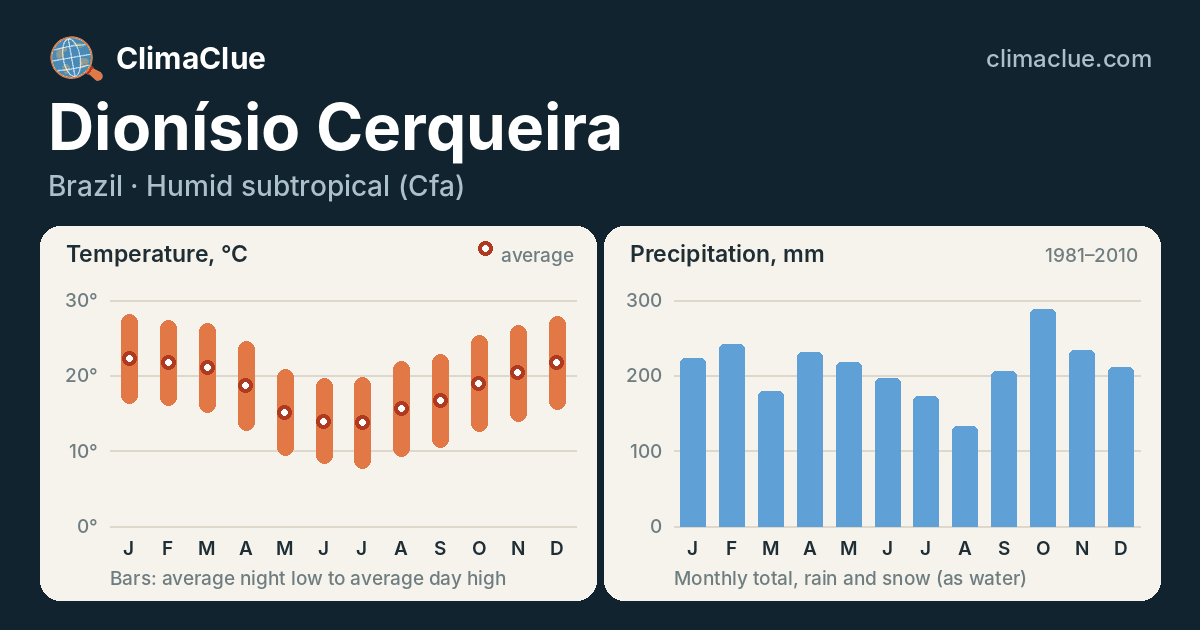 ClimaClue
climaclue.com
Dionísio Cerqueira
Brazil · Humid subtropical (Cfa)
Temperature, °C
average
30°
20°
10°
0°
J F M A M J J A S O N D
Bars: average night low to average day high
Precipitation, mm
1981–2010
300
200
100
0
J F M A M J J A S O N D
Monthly total, rain and snow (as water)